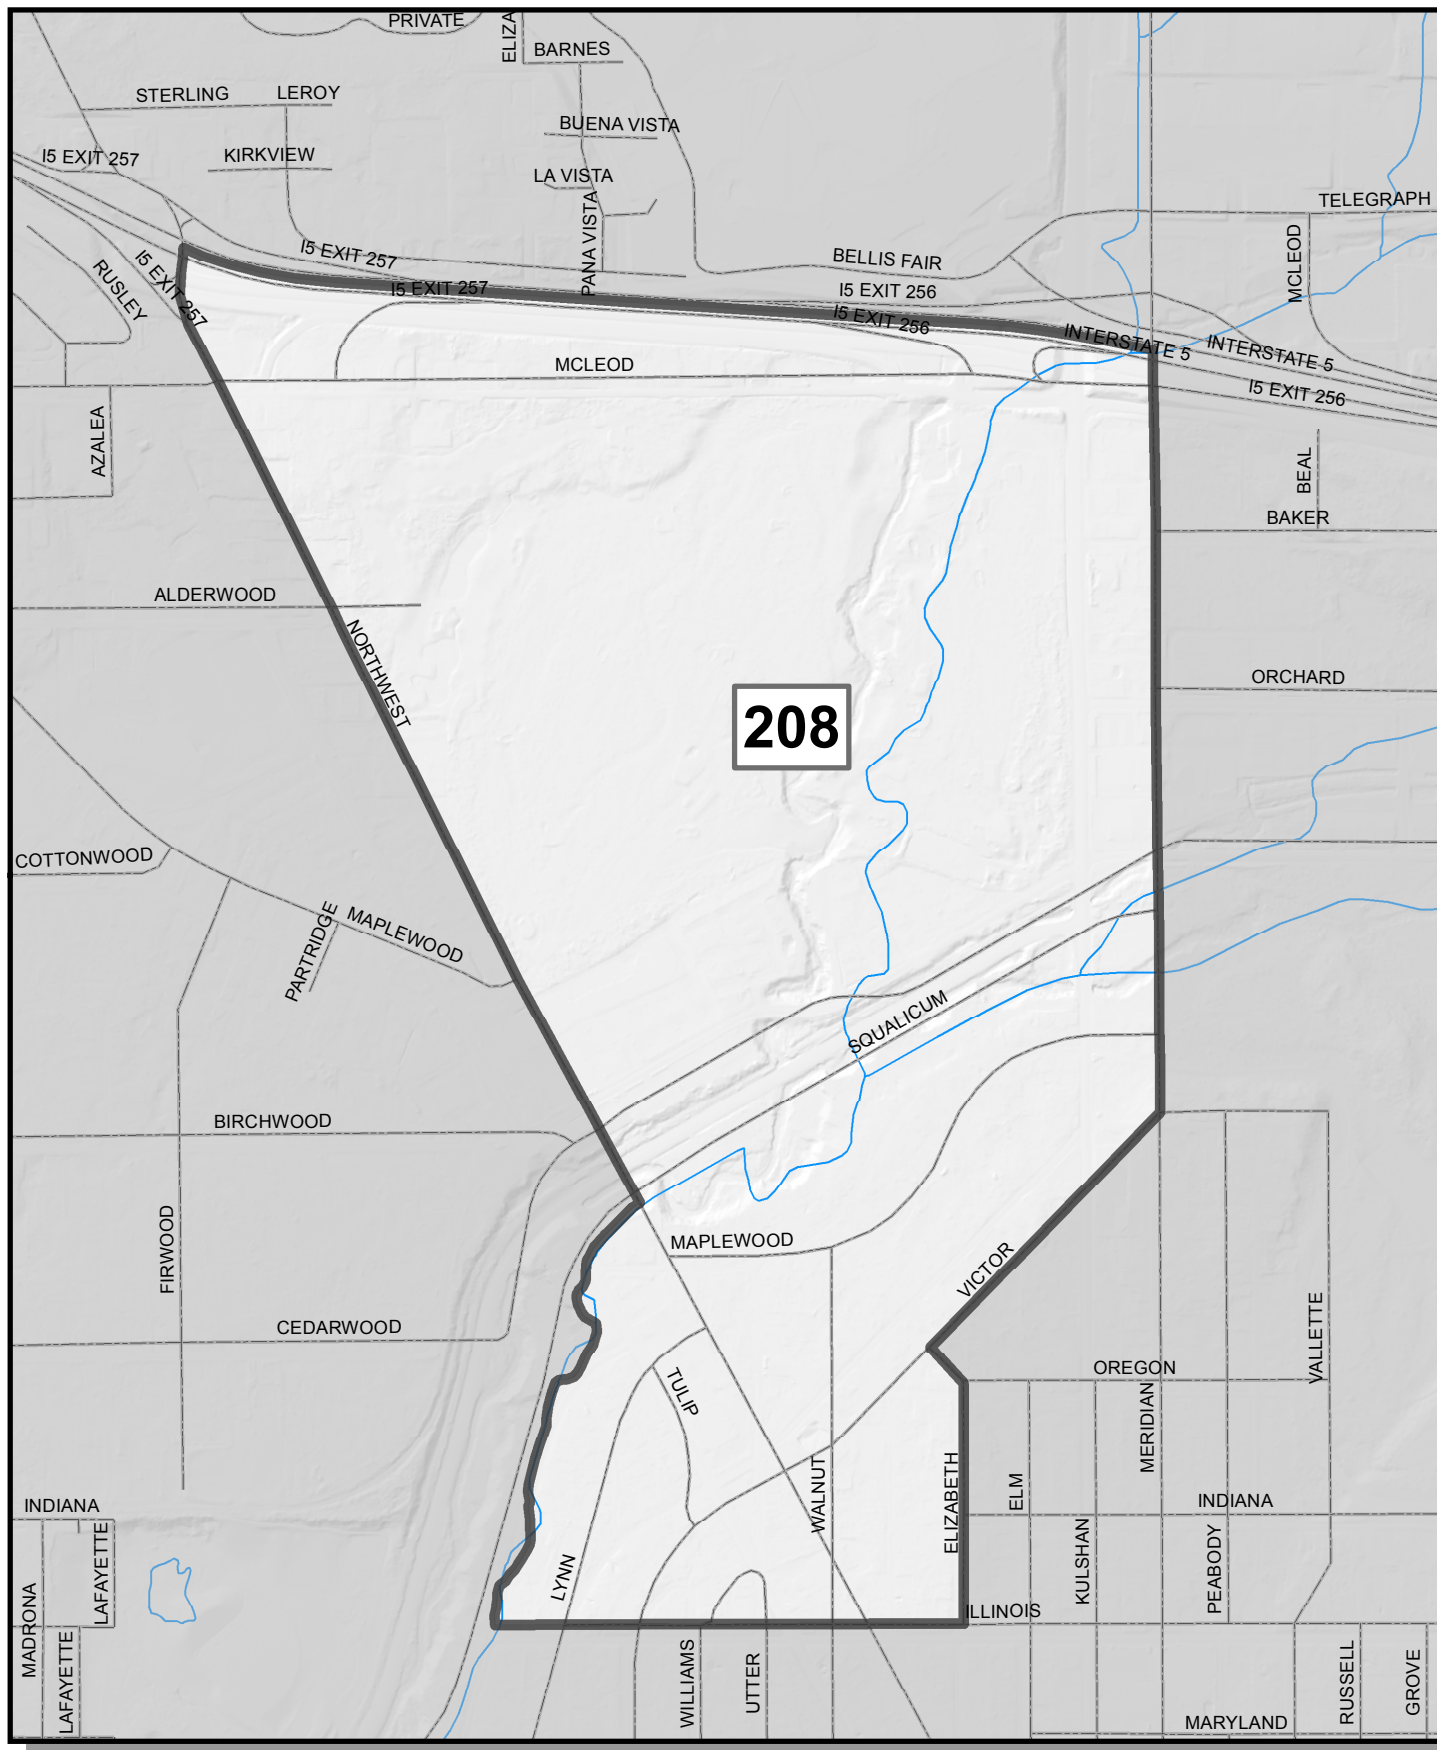 PRIVATE
ELIZA
BARNES
STERLING
LEROY
BUENA VISTA
I5 EXIT 257
KIRKVIEW
LA VISTA
PANA VISTA
TELEGRAPH
MCLEOD
I5 EXIT 257
BELLIS FAIR
RUSLEY
I5 EXIT 257
I5 EXIT 257
I5 EXIT 256
I5 EXIT 256
INTERSTATE 5
INTERSTATE 5
MCLEOD
I5 EXIT 256
AZALEA
BEAL
BAKER
ALDERWOOD
NORTHWEST
ORCHARD
208
COTTONWOOD
PARTRIDGE
MAPLEWOOD
SQUALICUM
BIRCHWOOD
FIRWOOD
MAPLEWOOD
VICTOR
CEDARWOOD
VALLETTE
OREGON
TULIP
MERIDIAN
WALNUT
ELIZABETH
ELM
INDIANA
INDIANA
LAFAYETTE
KULSHAN
PEABODY
LYNN
ILLINOIS
MADRONA
LAFAYETTE
WILLIAMS
UTTER
RUSSELL
GROVE
MARYLAND